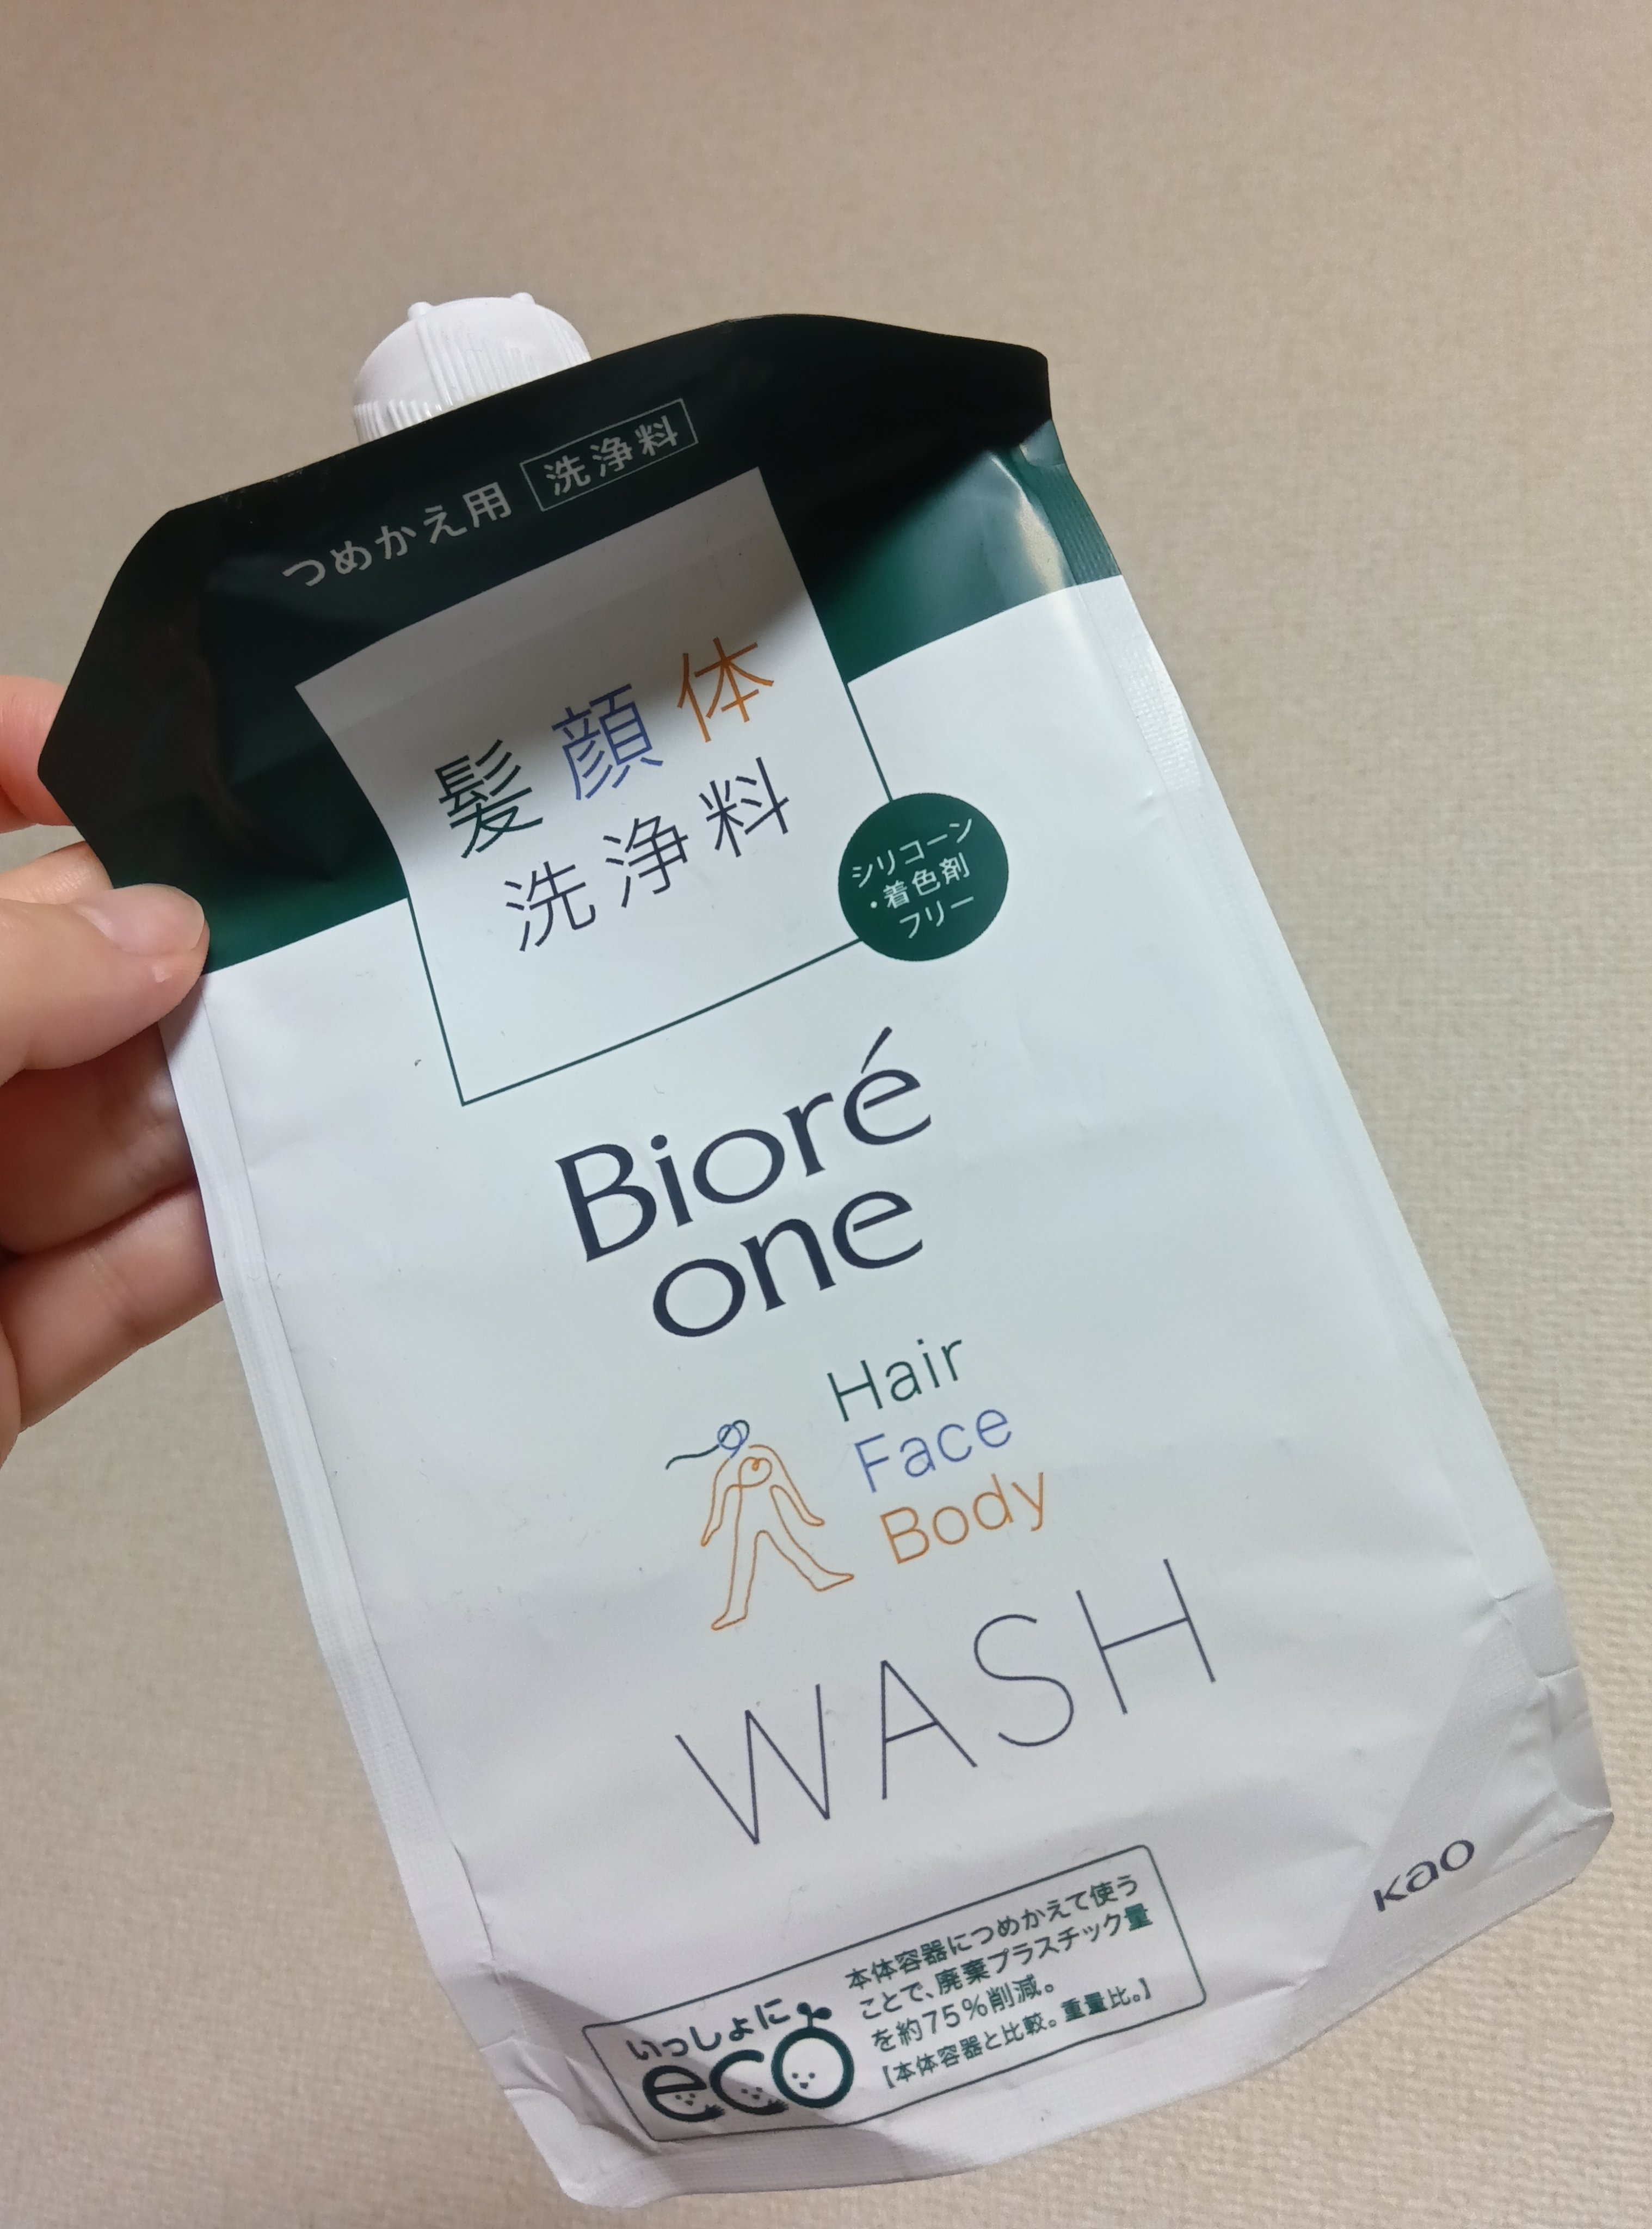 つめかえ用 洗浄料
髪 顔 体
洗浄料
シリコーン
・着色剤
フリー
Bioré
one
Hair
Face
Body
WASH
いっしょに
eco
本体容器につめかえて使う
ことで、廃棄プラスチック量
を約75%削減。
【本体容器と比較。重量比。】
kao